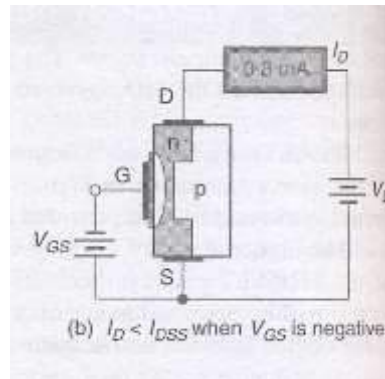 I_D
0·8 mA
D
n
G
p
V_GS
S
(b) I_D < I_DSS when V_GS is negative